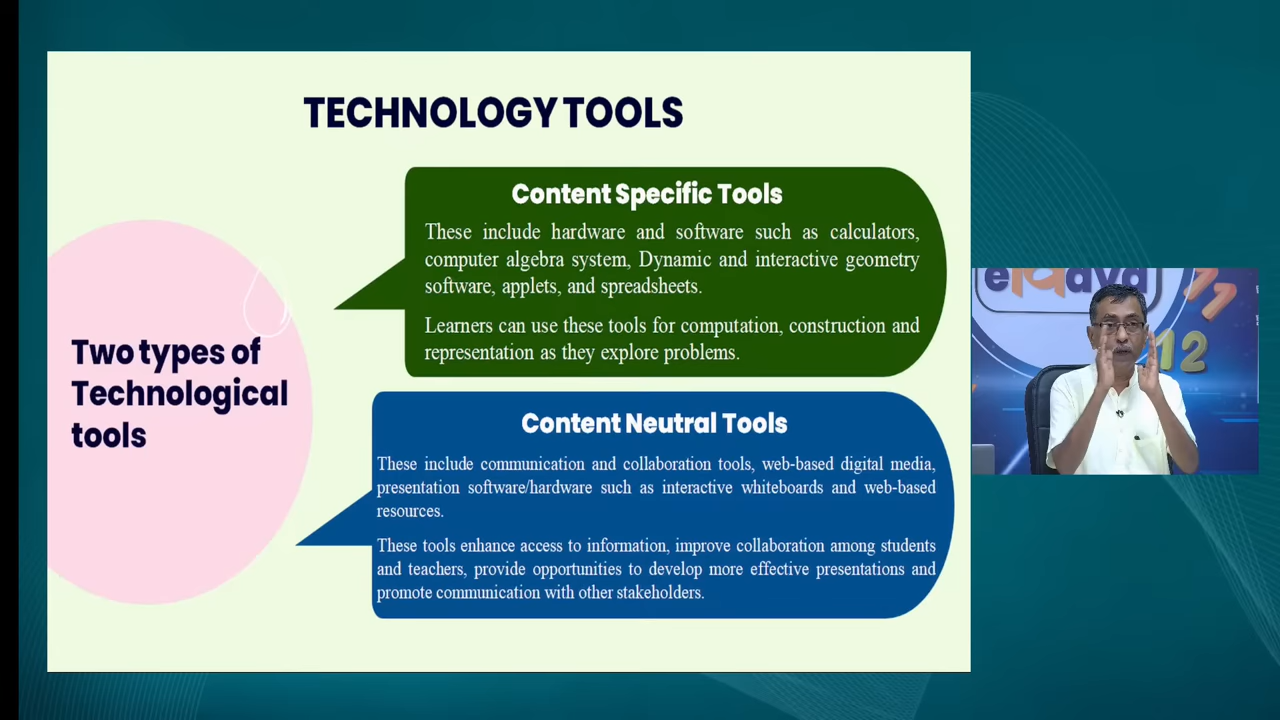 TECHNOLOGY TOOLS
Content Specific Tools
These include hardware and software such as calculators,
computer algebra system, Dynamic and interactive geometry
software, applets, and spreadsheets.
Learners can use these tools for computation, construction and
representation as they explore problems.
Two types of
Technological
tools
Content Neutral Tools
These include communication and collaboration tools, web-based digital media,
presentation software/hardware such as interactive whiteboards and web-based
resources.
These tools enhance access to information, improve collaboration among students
and teachers, provide opportunities to develop more effective presentations and
promote communication with other stakeholders.
12